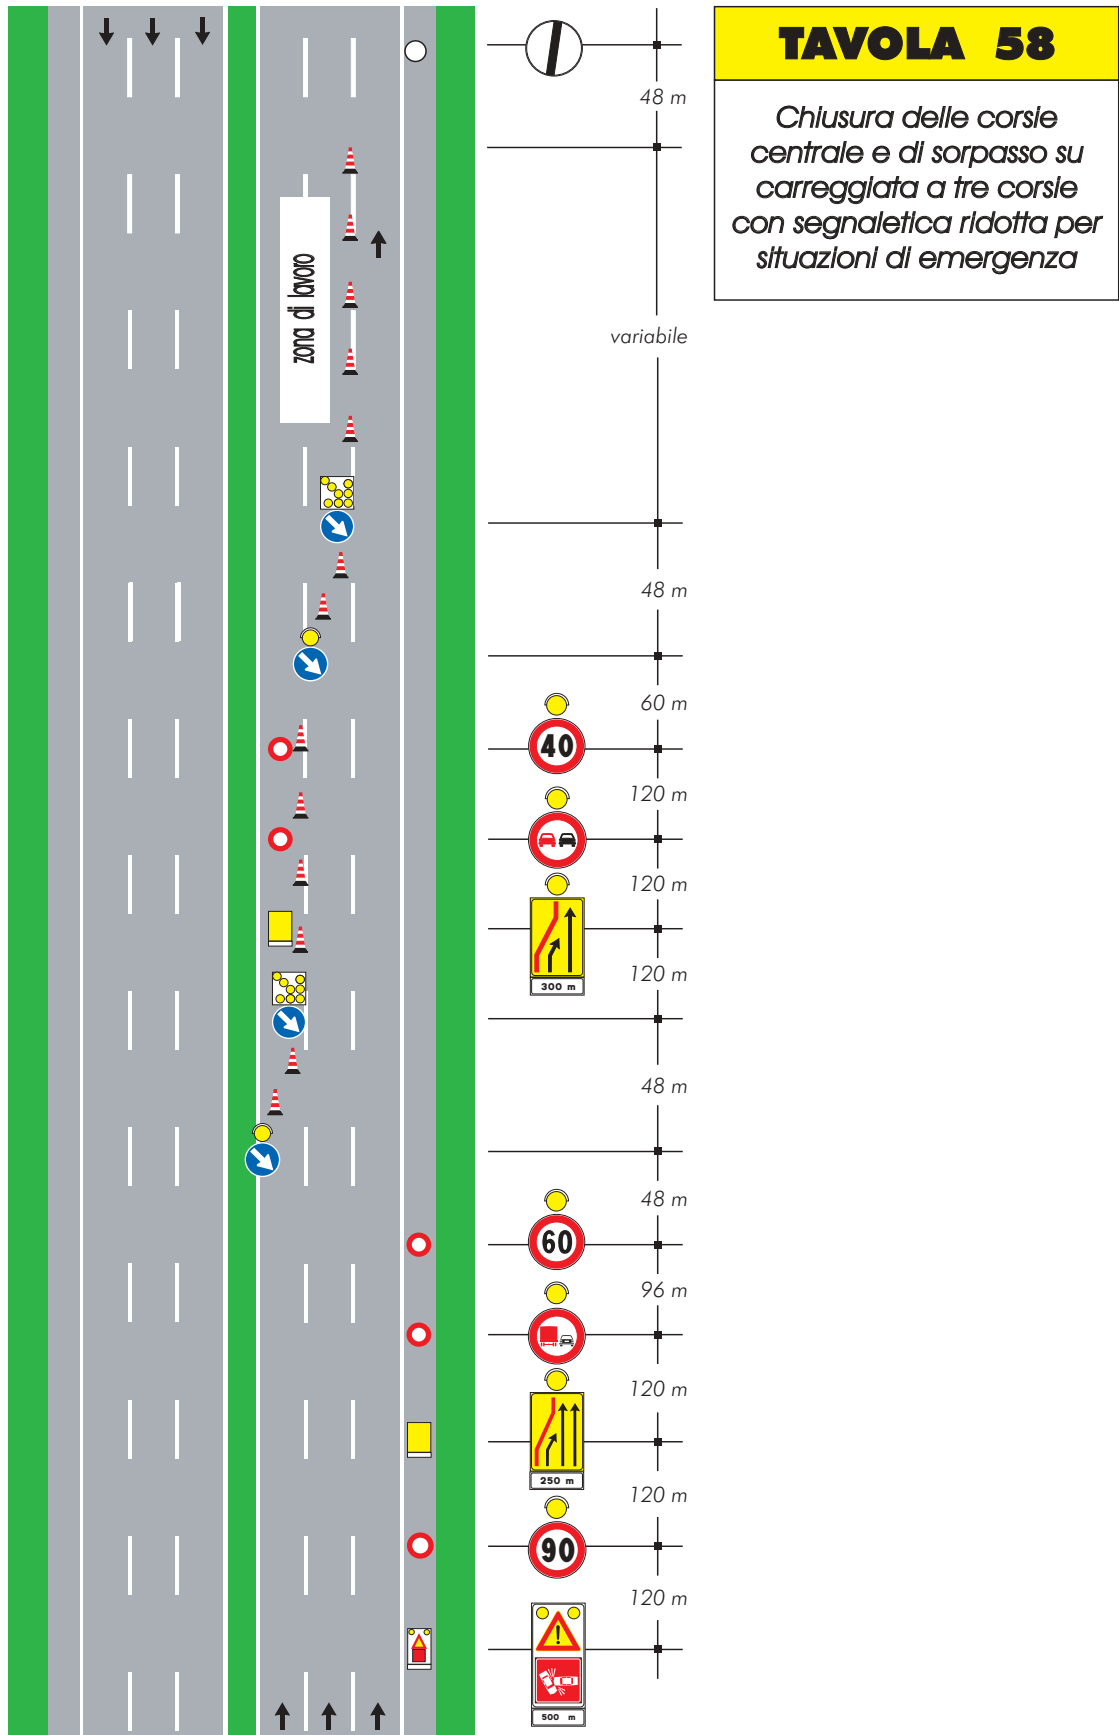 TAVOLA 58
Chiusura delle corsie
centrale e di sorpasso su
carreggiata a tre corsie
con segnaletica ridotta per
situazioni di emergenza
48 m
zona di lavoro
variabile
48 m
60 m
40
120 m
120 m
300 m
120 m
48 m
48 m
60
96 m
120 m
250 m
120 m
90
120 m
500 m